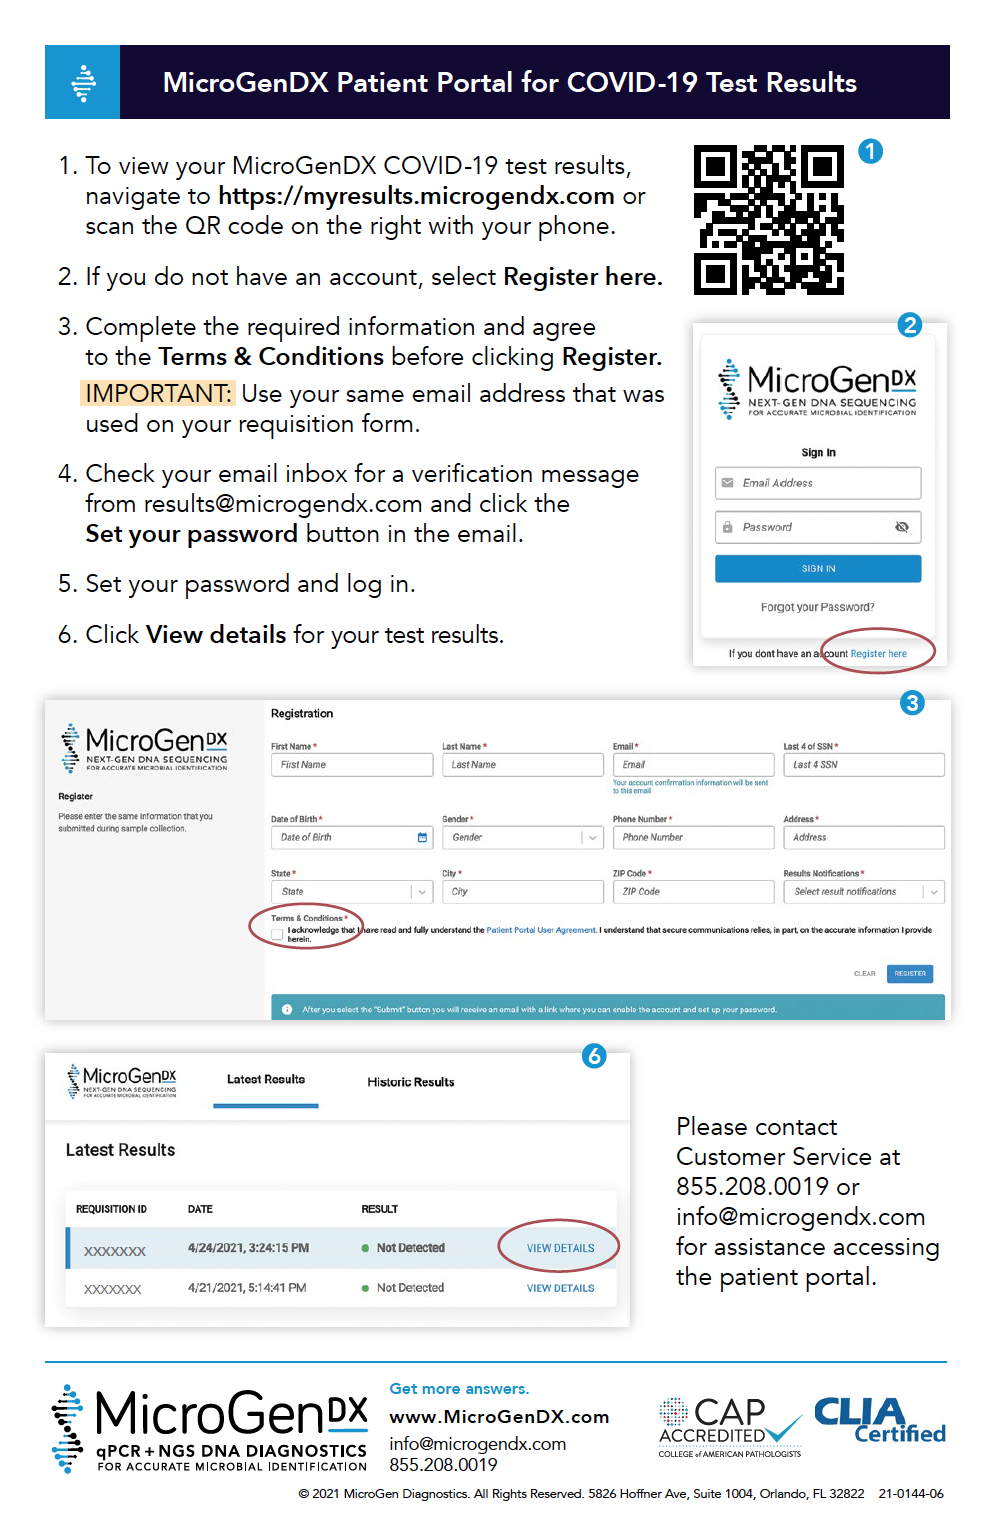 MicroGenDX Patient Portal for COVID-19 Test Results
1. To view your MicroGenDX COVID-19 test results,
navigate to https://myresults.microgendx.com or
scan the QR code on the right with your phone.
2. If you do not have an account, select Register here.
3. Complete the required information and agree
to the Terms & Conditions before clicking Register.
IMPORTANT: Use your same email address that was
used on your requisition form.
4. Check your email inbox for a verification message
from results@microgendx.com and click the
Set your password button in the email.
5. Set your password and log in.
6. Click View details for your test results.
1
2
MicroGenDX
NEXT-GEN DNA SEQUENCING
FOR ACCURATE MICROBIAL IDENTIFICATION
Sign In
Email Address
Password
SIGN IN
Forgot your Password?
If you dont have an account Register here
3
MicroGenDX
NEXT-GEN DNA SEQUENCING
FOR ACCURATE MICROBIAL IDENTIFICATION
Register
Please enter the same information that you
submitted during sample collection.
Registration
First Name * Last Name * Email * Last 4 of SSN *
First Name Last Name Email Last 4 SSN
Your account confirmation information will be sent
to this email
Date of Birth * Gender * Phone Number * Address *
Date of Birth Gender Phone Number Address
State * City * ZIP Code * Results Notifications *
State City ZIP Code Select result notifications
Terms & Conditions *
I acknowledge that I have read and fully understand the Patient Portal User Agreement. I understand that secure communications relies, in part, on the accurate information I provide
herein.
CLEAR REGISTER
After you select the "Submit" button you will receive an email with a link where you can enable the account and set up your password.
6
MicroGenDX
NEXT-GEN DNA SEQUENCING
FOR ACCURATE MICROBIAL IDENTIFICATION
Latest Results Historic Results
Latest Results
REQUISITION ID DATE RESULT
XXXXXXX 4/24/2021, 3:24:15 PM Not Detected VIEW DETAILS
XXXXXXX 4/21/2021, 5:14:41 PM Not Detected VIEW DETAILS
Please contact
Customer Service at
855.208.0019 or
info@microgendx.com
for assistance accessing
the patient portal.
MicroGenDX
qPCR + NGS DNA DIAGNOSTICS
FOR ACCURATE MICROBIAL IDENTIFICATION
Get more answers.
www.MicroGenDX.com
info@microgendx.com
855.208.0019
CAP
ACCREDITED
COLLEGE of AMERICAN PATHOLOGISTS
CLIA
Certified
© 2021 MicroGen Diagnostics. All Rights Reserved. 5826 Hoffner Ave, Suite 1004, Orlando, FL 32822 21-0144-06